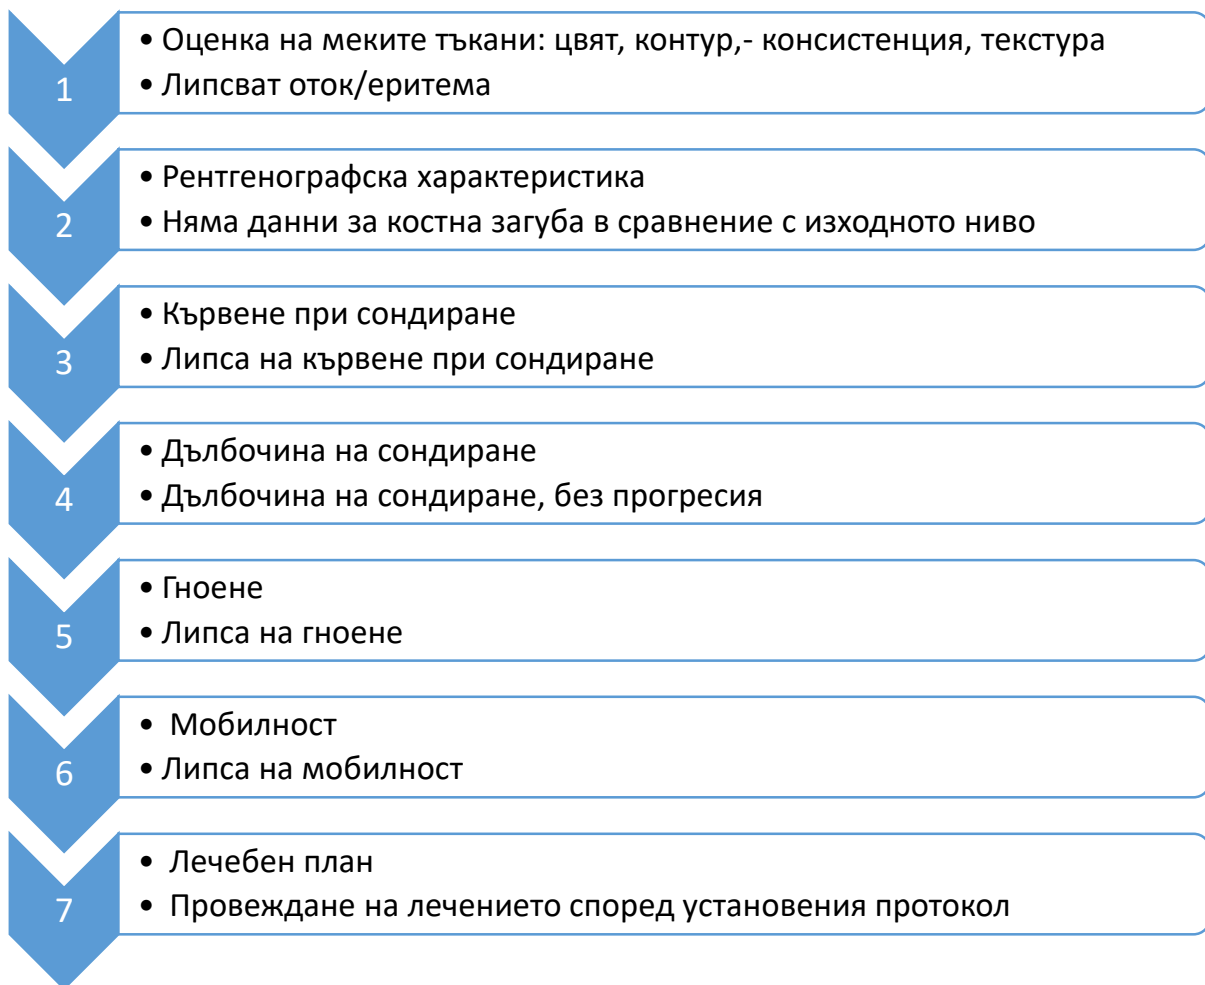 1
• Оценка на меките тъкани: цвят, контур,- консистенция, текстура
• Липсват оток/еритема
2
• Рентгенографска характеристика
• Няма данни за костна загуба в сравнение с изходното ниво
3
• Кървене при сондиране
• Липса на кървене при сондиране
4
• Дълбочина на сондиране
• Дълбочина на сондиране, без прогресия
5
• Гноене
• Липса на гноене
6
• Мобилност
• Липса на мобилност
7
• Лечебен план
• Провеждане на лечението според установения протокол